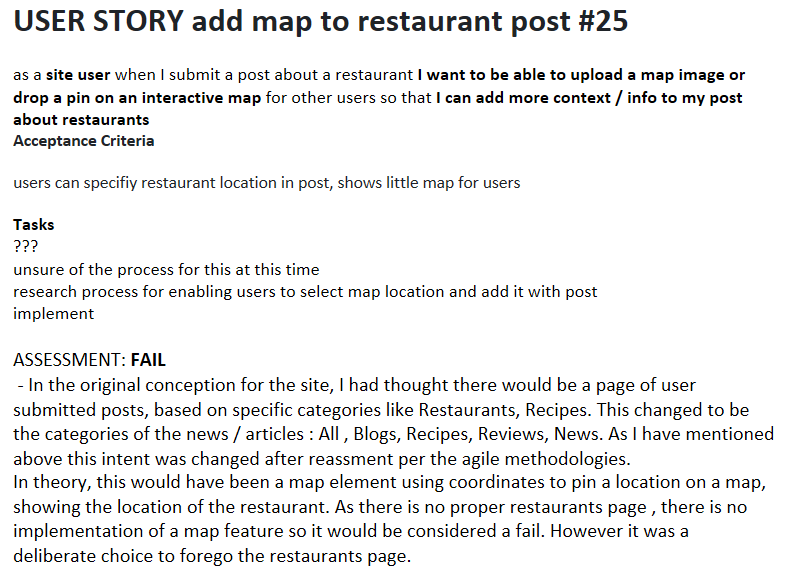 USER STORY add map to restaurant post #25
as a site user when I submit a post about a restaurant I want to be able to upload a map image or
drop a pin on an interactive map for other users so that I can add more context / info to my post
about restaurants
Acceptance Criteria
users can specifiy restaurant location in post, shows little map for users
Tasks
???
unsure of the process for this at this time
research process for enabling users to select map location and add it with post
implement
ASSESSMENT: FAIL
- In the original conception for the site, I had thought there would be a page of user
submitted posts, based on specific categories like Restaurants, Recipes. This changed to be
the categories of the news / articles : All , Blogs, Recipes, Reviews, News. As I have mentioned
above this intent was changed after reassment per the agile methodologies.
In theory, this would have been a map element using coordinates to pin a location on a map,
showing the location of the restaurant. As there is no proper restaurants page , there is no
implementation of a map feature so it would be considered a fail. However it was a
deliberate choice to forego the restaurants page.